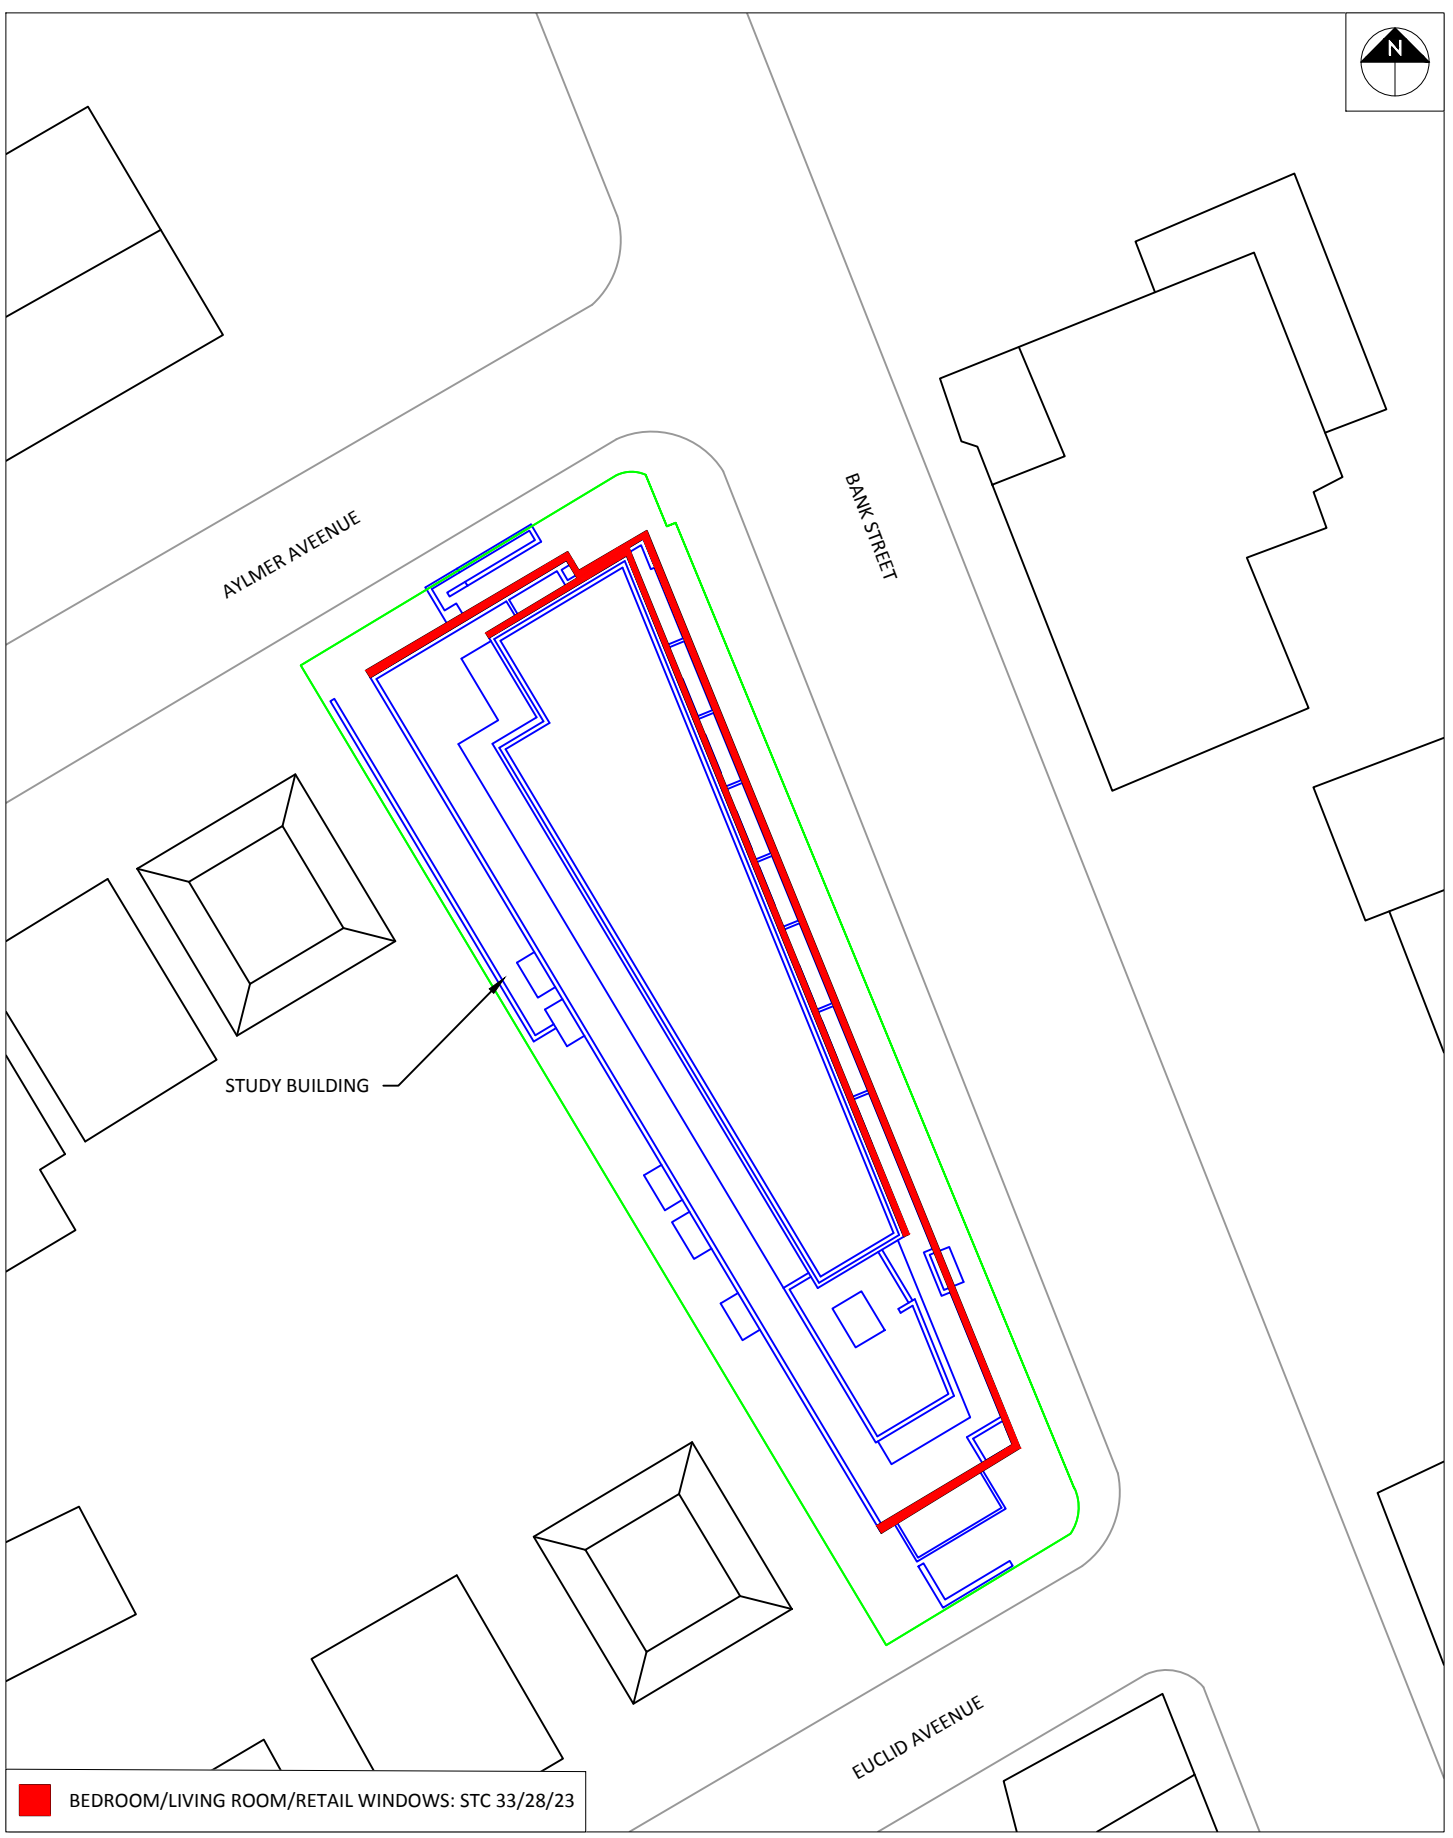 N
AYLMER AVEENUE
BANK STREET
STUDY BUILDING
EUCLID AVEENUE
BEDROOM/LIVING ROOM/RETAIL WINDOWS: STC 33/28/23